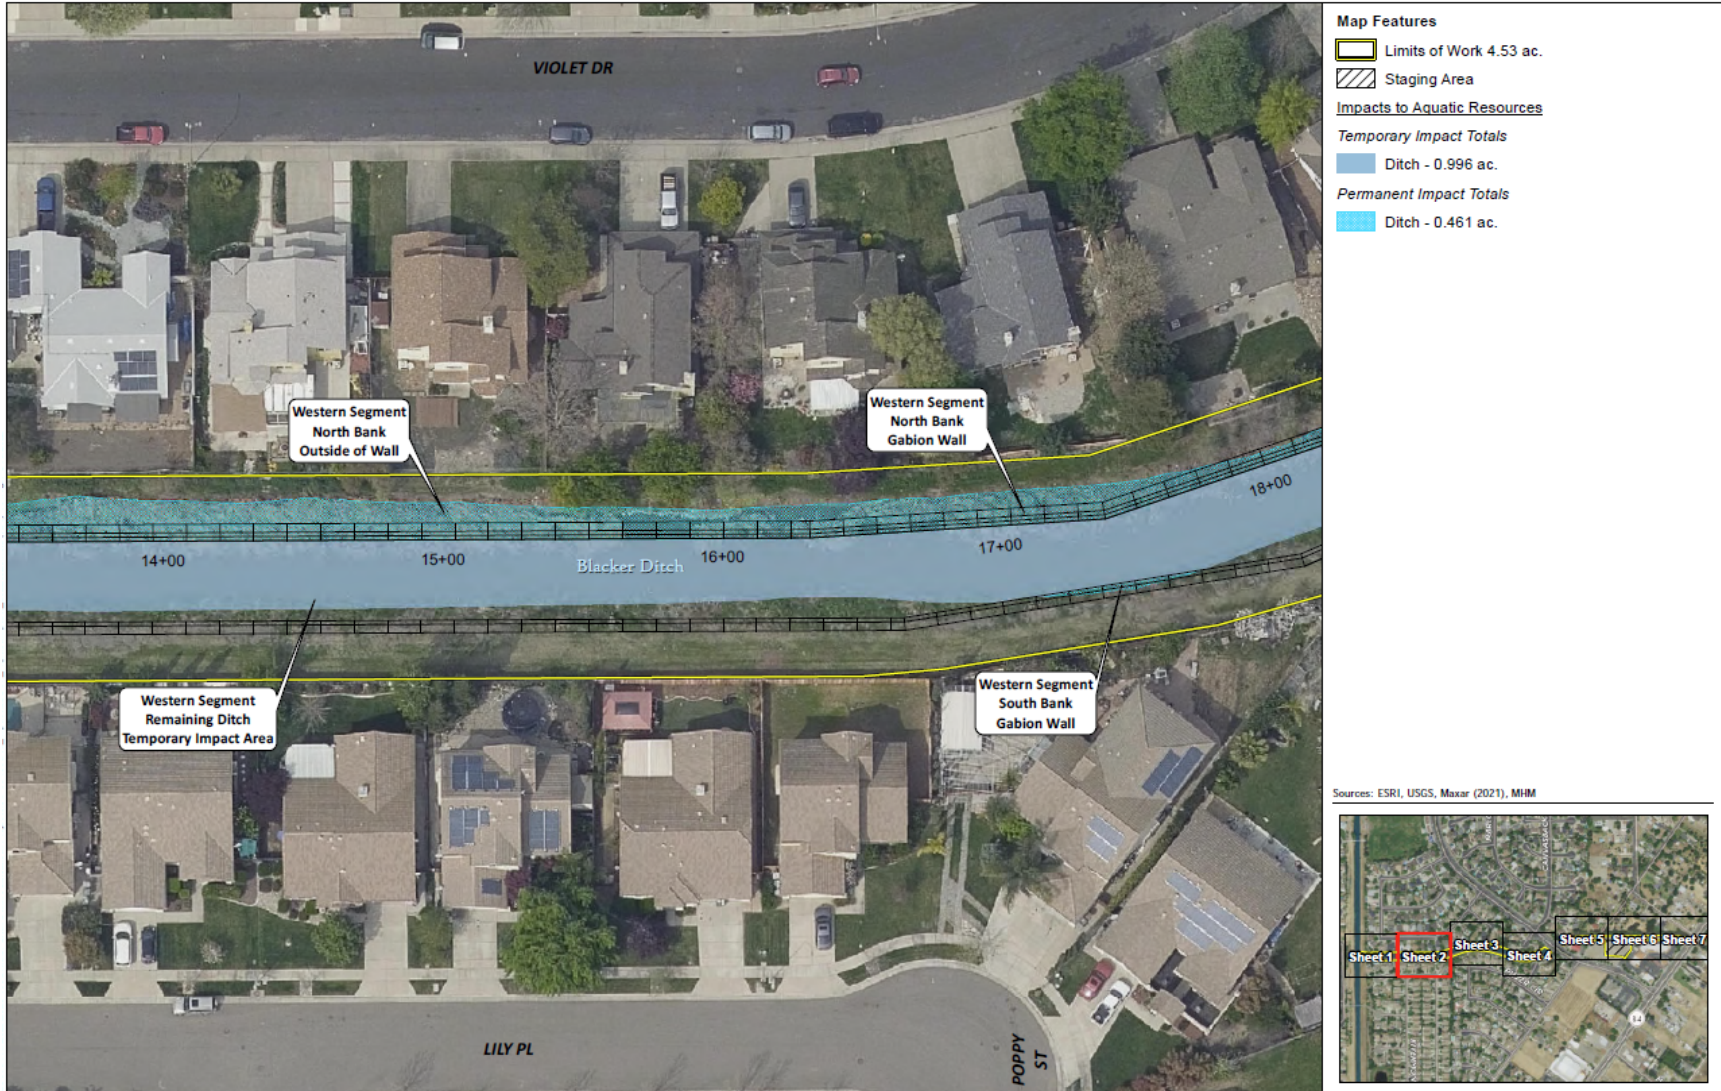 VIOLET DR
Western Segment
North Bank
Outside of Wall
Western Segment
North Bank
Gabion Wall
18+00
17+00
16+00
15+00
14+00
Blacker Ditch
Western Segment
Remaining Ditch
Temporary Impact Area
Western Segment
South Bank
Gabion Wall
LILY PL
POPPY
ST
Map Features
Limits of Work 4.53 ac.
Staging Area
Impacts to Aquatic Resources
Temporary Impact Totals
Ditch - 0.996 ac.
Permanent Impact Totals
Ditch - 0.461 ac.
Sources: ESRI, USGS, Maxar (2021), MHM
Sheet 1
Sheet 2
Sheet 3
Sheet 4
Sheet 5
Sheet 6
Sheet 7